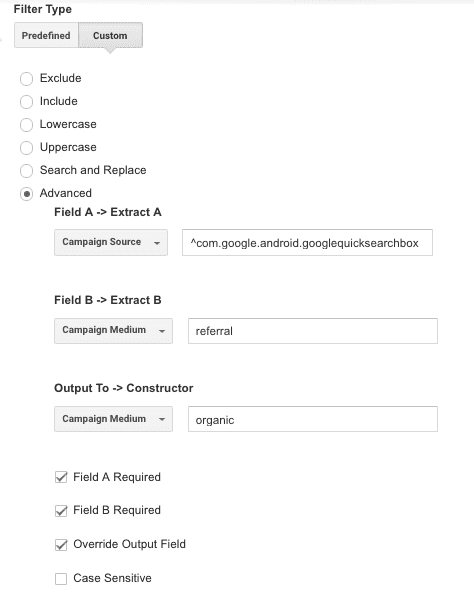 Filter Type
Predefined Custom
Exclude
Include
Lowercase
Uppercase
Search and Replace
Advanced
Field A -> Extract A
Campaign Source ^com.google.android.googlequicksearchbox
Field B -> Extract B
Campaign Medium referral
Output To -> Constructor
Campaign Medium organic
Field A Required
Field B Required
Override Output Field
Case Sensitive